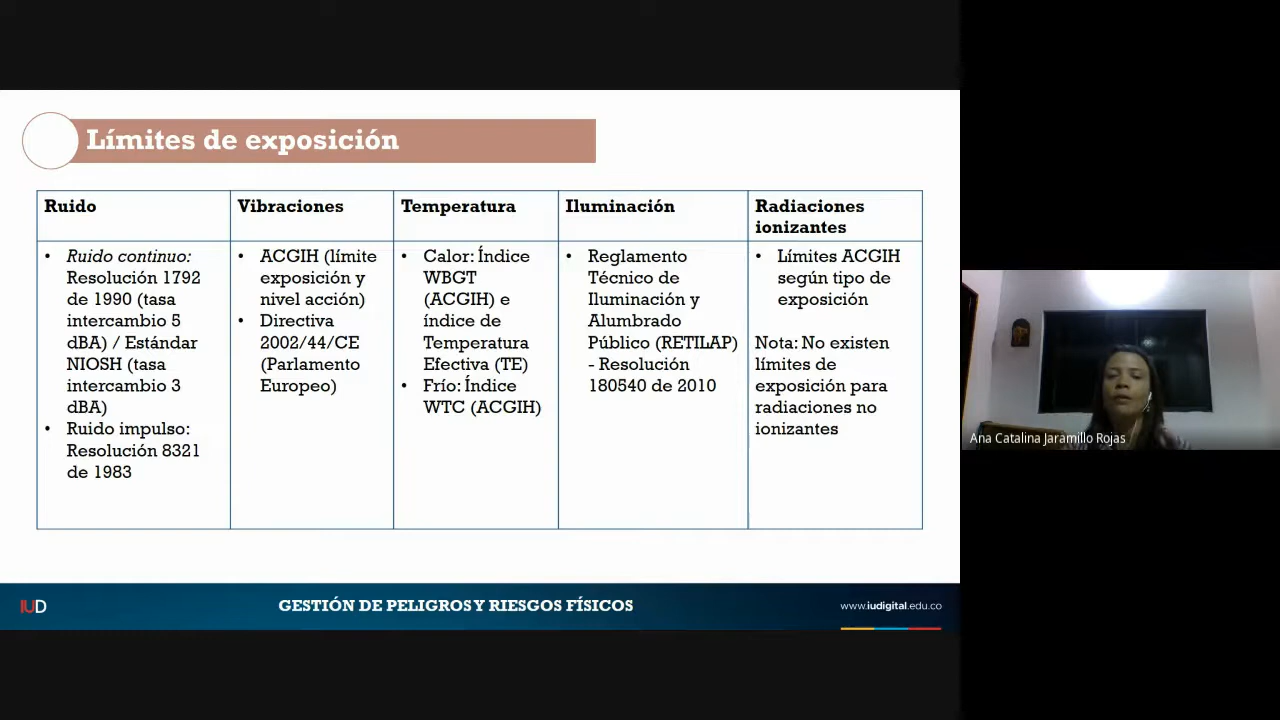 Límites de exposición
Ruido
Ruido continuo:
Resolución 1792
de 1990 (tasa
intercambio 5
dBA) / Estándar
NIOSH (tasa
intercambio 3
dBA)
Ruido impulso:
Resolución 8321
de 1983
Vibraciones
ACGIH (límite
exposición y
nivel acción)
Directiva
2002/44/CE
(Parlamento
Europeo)
Temperatura
Calor: Índice
WBGT
(ACGIH) e
índice de
Temperatura
Efectiva (TE)
Frío: Índice
WTC (ACGIH)
Iluminación
Reglamento
Técnico de
Iluminación y
Alumbrado
Público (RETILAP)
- Resolución
180540 de 2010
Radiaciones
ionizantes
Límites ACGIH
según tipo de
exposición
Nota: No existen
límites de
exposición para
radiaciones no
ionizantes
IUD
GESTIÓN DE PELIGROS Y RIESGOS FÍSICOS
www.iudigital.edu.co
Ana Catalina Jaramillo Rojas